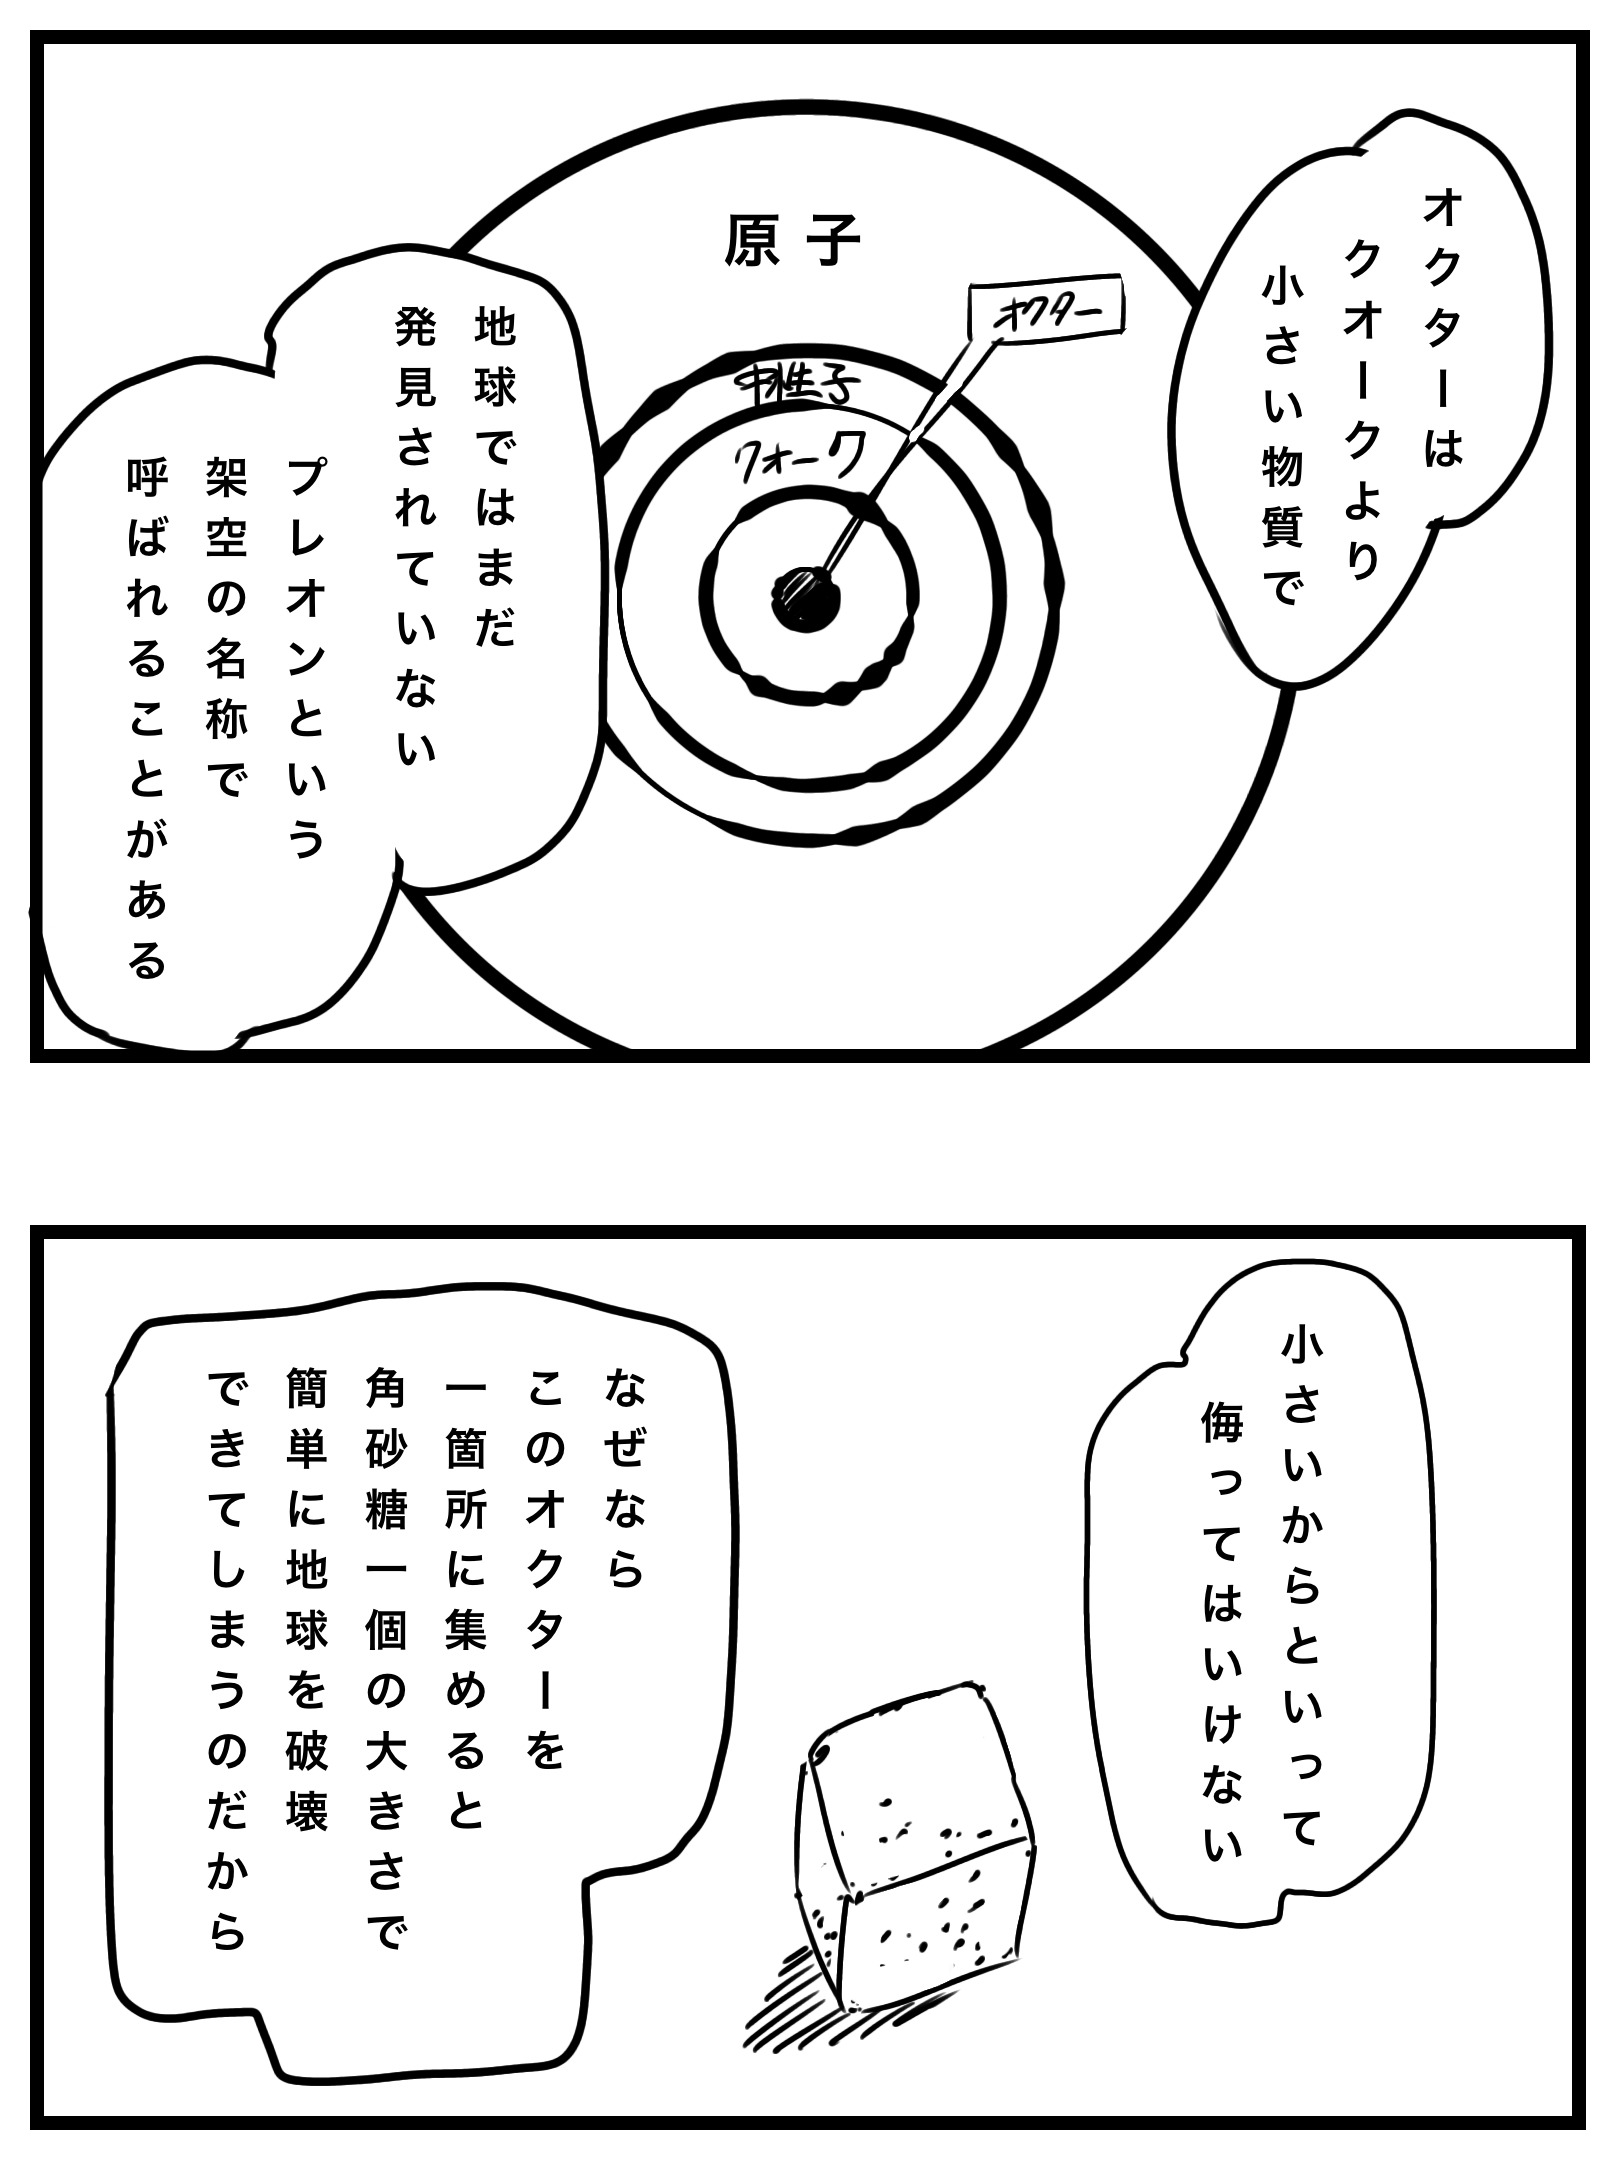 オクターは
クオークより
小さい物質で
原子
オクター
中性子
クォーク
地球ではまだ
発見されていない
プレオンという
架空の名称で
呼ばれることがある
小さいからといって
侮ってはいけない
なぜなら
このオクターを
一箇所に集めると
角砂糖一個の大きさで
簡単に地球を破壊
できてしまうのだから